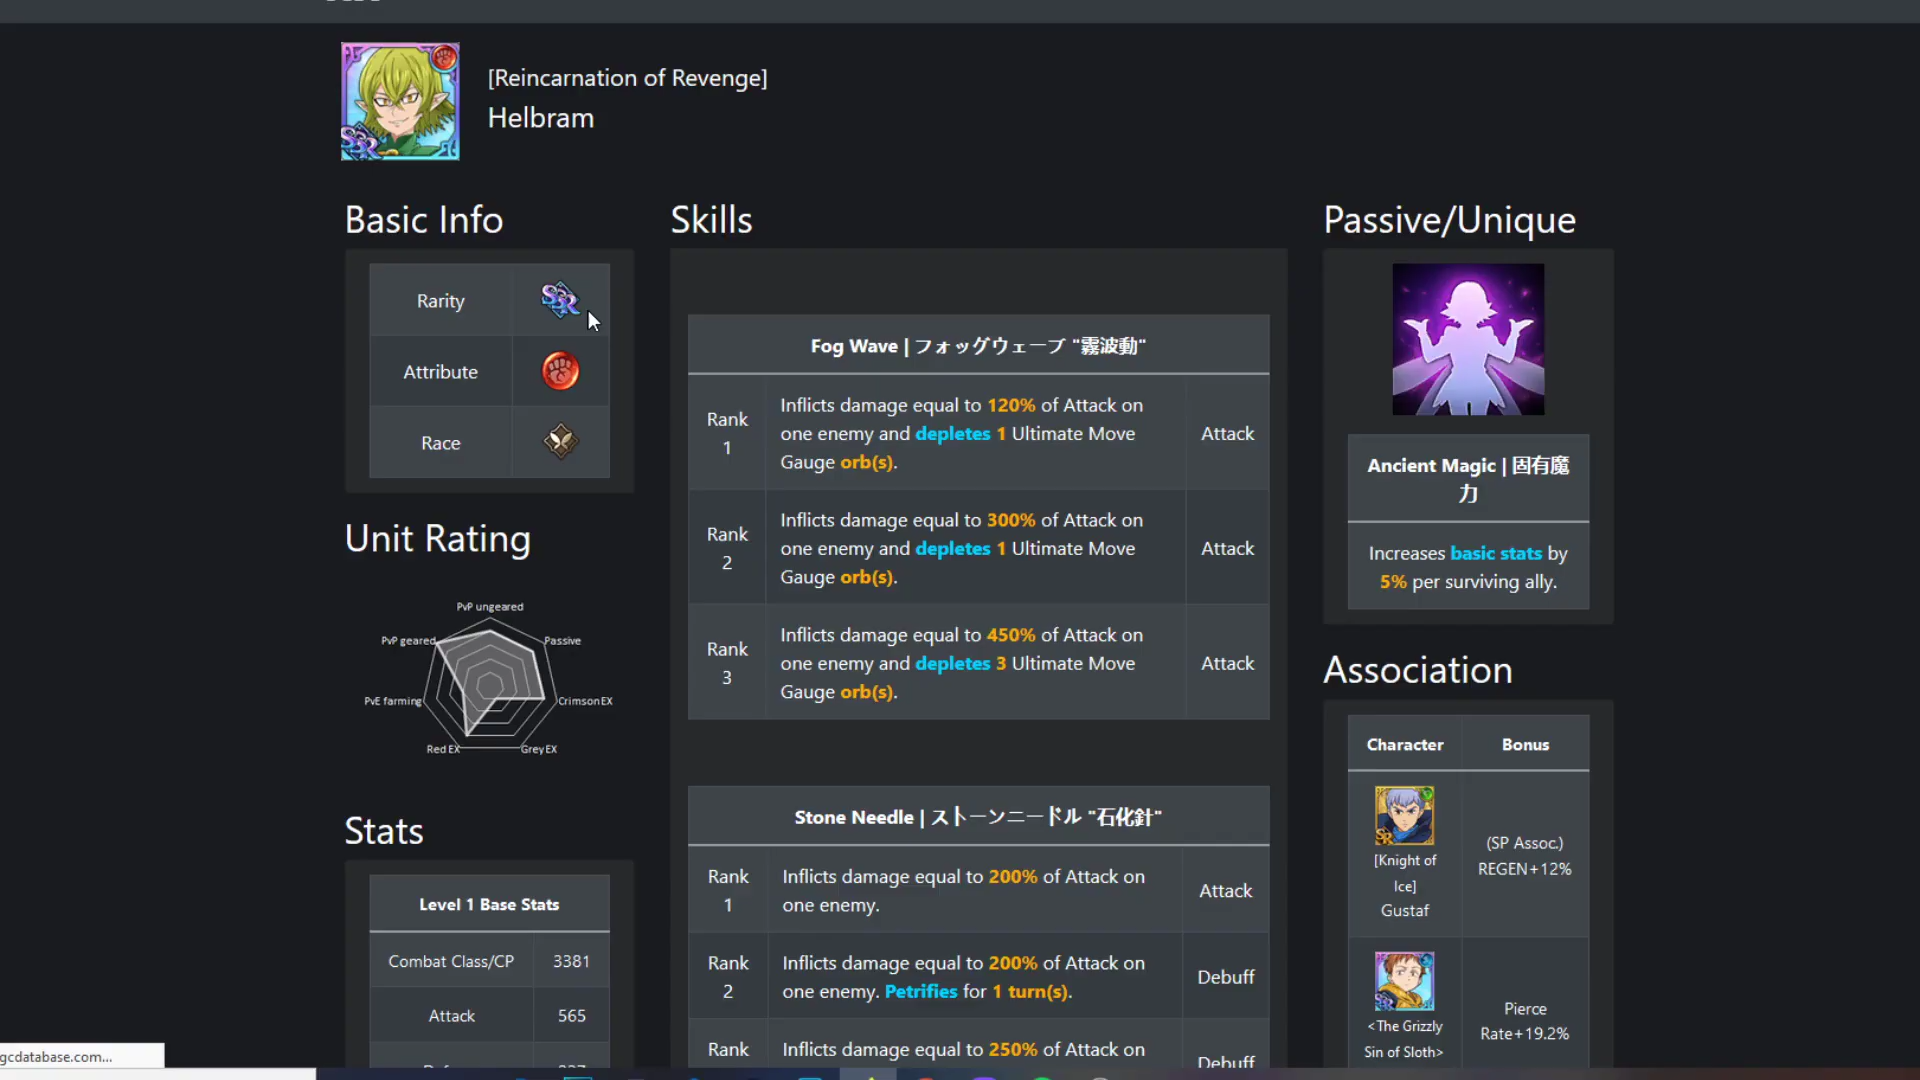 [Reincarnation of Revenge]
Helbram
Basic Info
Rarity
SSR
Attribute
Race
Unit Rating
PvP ungeared
PvP geared
Passive
PvE farming
CrimsonEX
Red EX
Grey EX
Stats
Level 1 Base Stats
Combat Class/CP 3381
Attack 565
Skills
Fog Wave | フォッグウェーブ "霧波動"
Rank 1
Inflicts damage equal to 120% of Attack on
one enemy and depletes 1 Ultimate Move
Gauge orb(s).
Attack
Rank 2
Inflicts damage equal to 300% of Attack on
one enemy and depletes 1 Ultimate Move
Gauge orb(s).
Attack
Rank 3
Inflicts damage equal to 450% of Attack on
one enemy and depletes 3 Ultimate Move
Gauge orb(s).
Attack
Stone Needle | ストーンニードル "石化針"
Rank 1
Inflicts damage equal to 200% of Attack on
one enemy.
Attack
Rank 2
Inflicts damage equal to 200% of Attack on
one enemy. Petrifies for 1 turn(s).
Debuff
Rank
Inflicts damage equal to 250% of Attack on
Debuff
Passive/Unique
Ancient Magic | 固有魔
力
Increases basic stats by
5% per surviving ally.
Association
Character Bonus
SR
[Knight of
Ice]
Gustaf
(SP Assoc.)
REGEN+12%
SSR
<The Grizzly
Sin of Sloth>
Pierce
Rate+19.2%
gcdatabase.com...